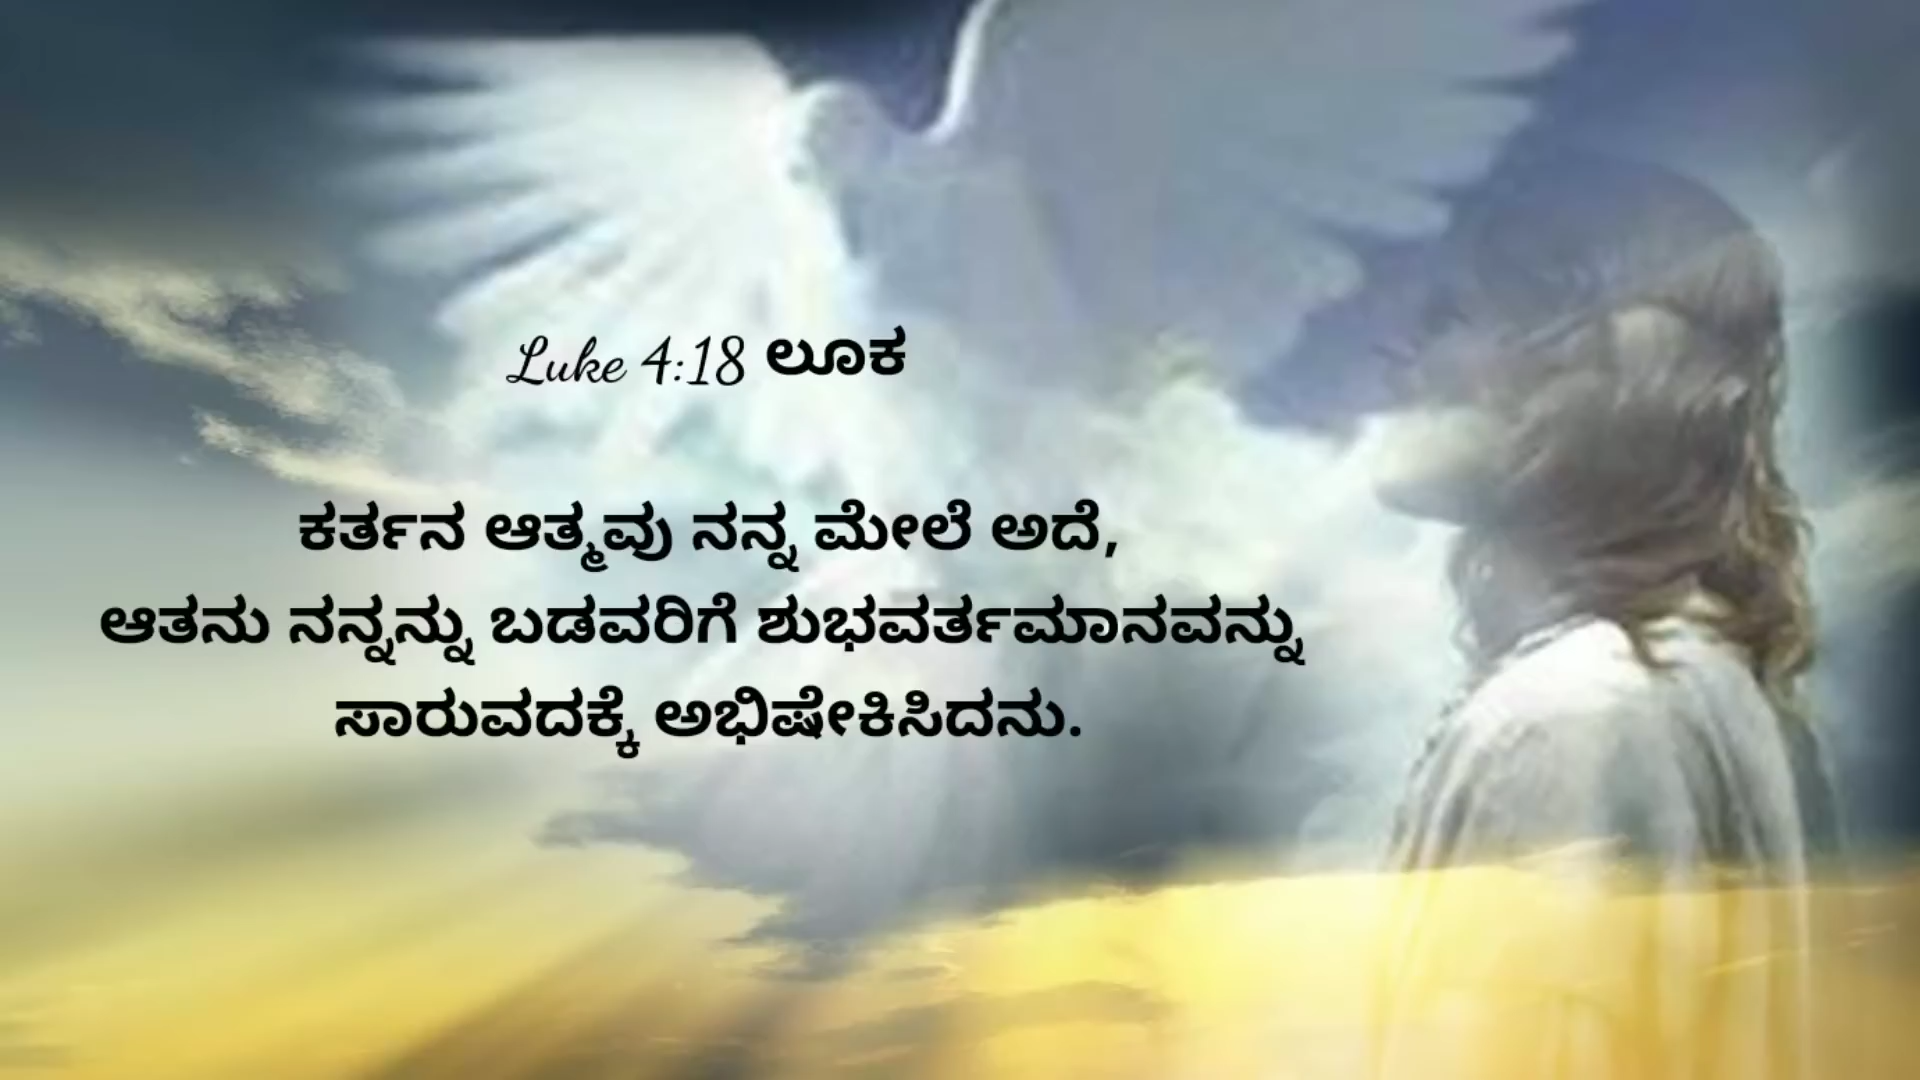 Luke 4:18 ಲೂಕ
ಕರ್ತನ ಆತ್ಮವು ನನ್ನ ಮೇಲೆ ಅದೆ,
ಆತನು ನನ್ನನ್ನು ಬಡವರಿಗೆ ಶುಭವರ್ತಮಾನವನ್ನು
ಸಾರುವದಕ್ಕೆ ಅಭಿಷೇಕಿಸಿದನು.